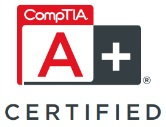 CompTIA
A+
®
CERTIFIED